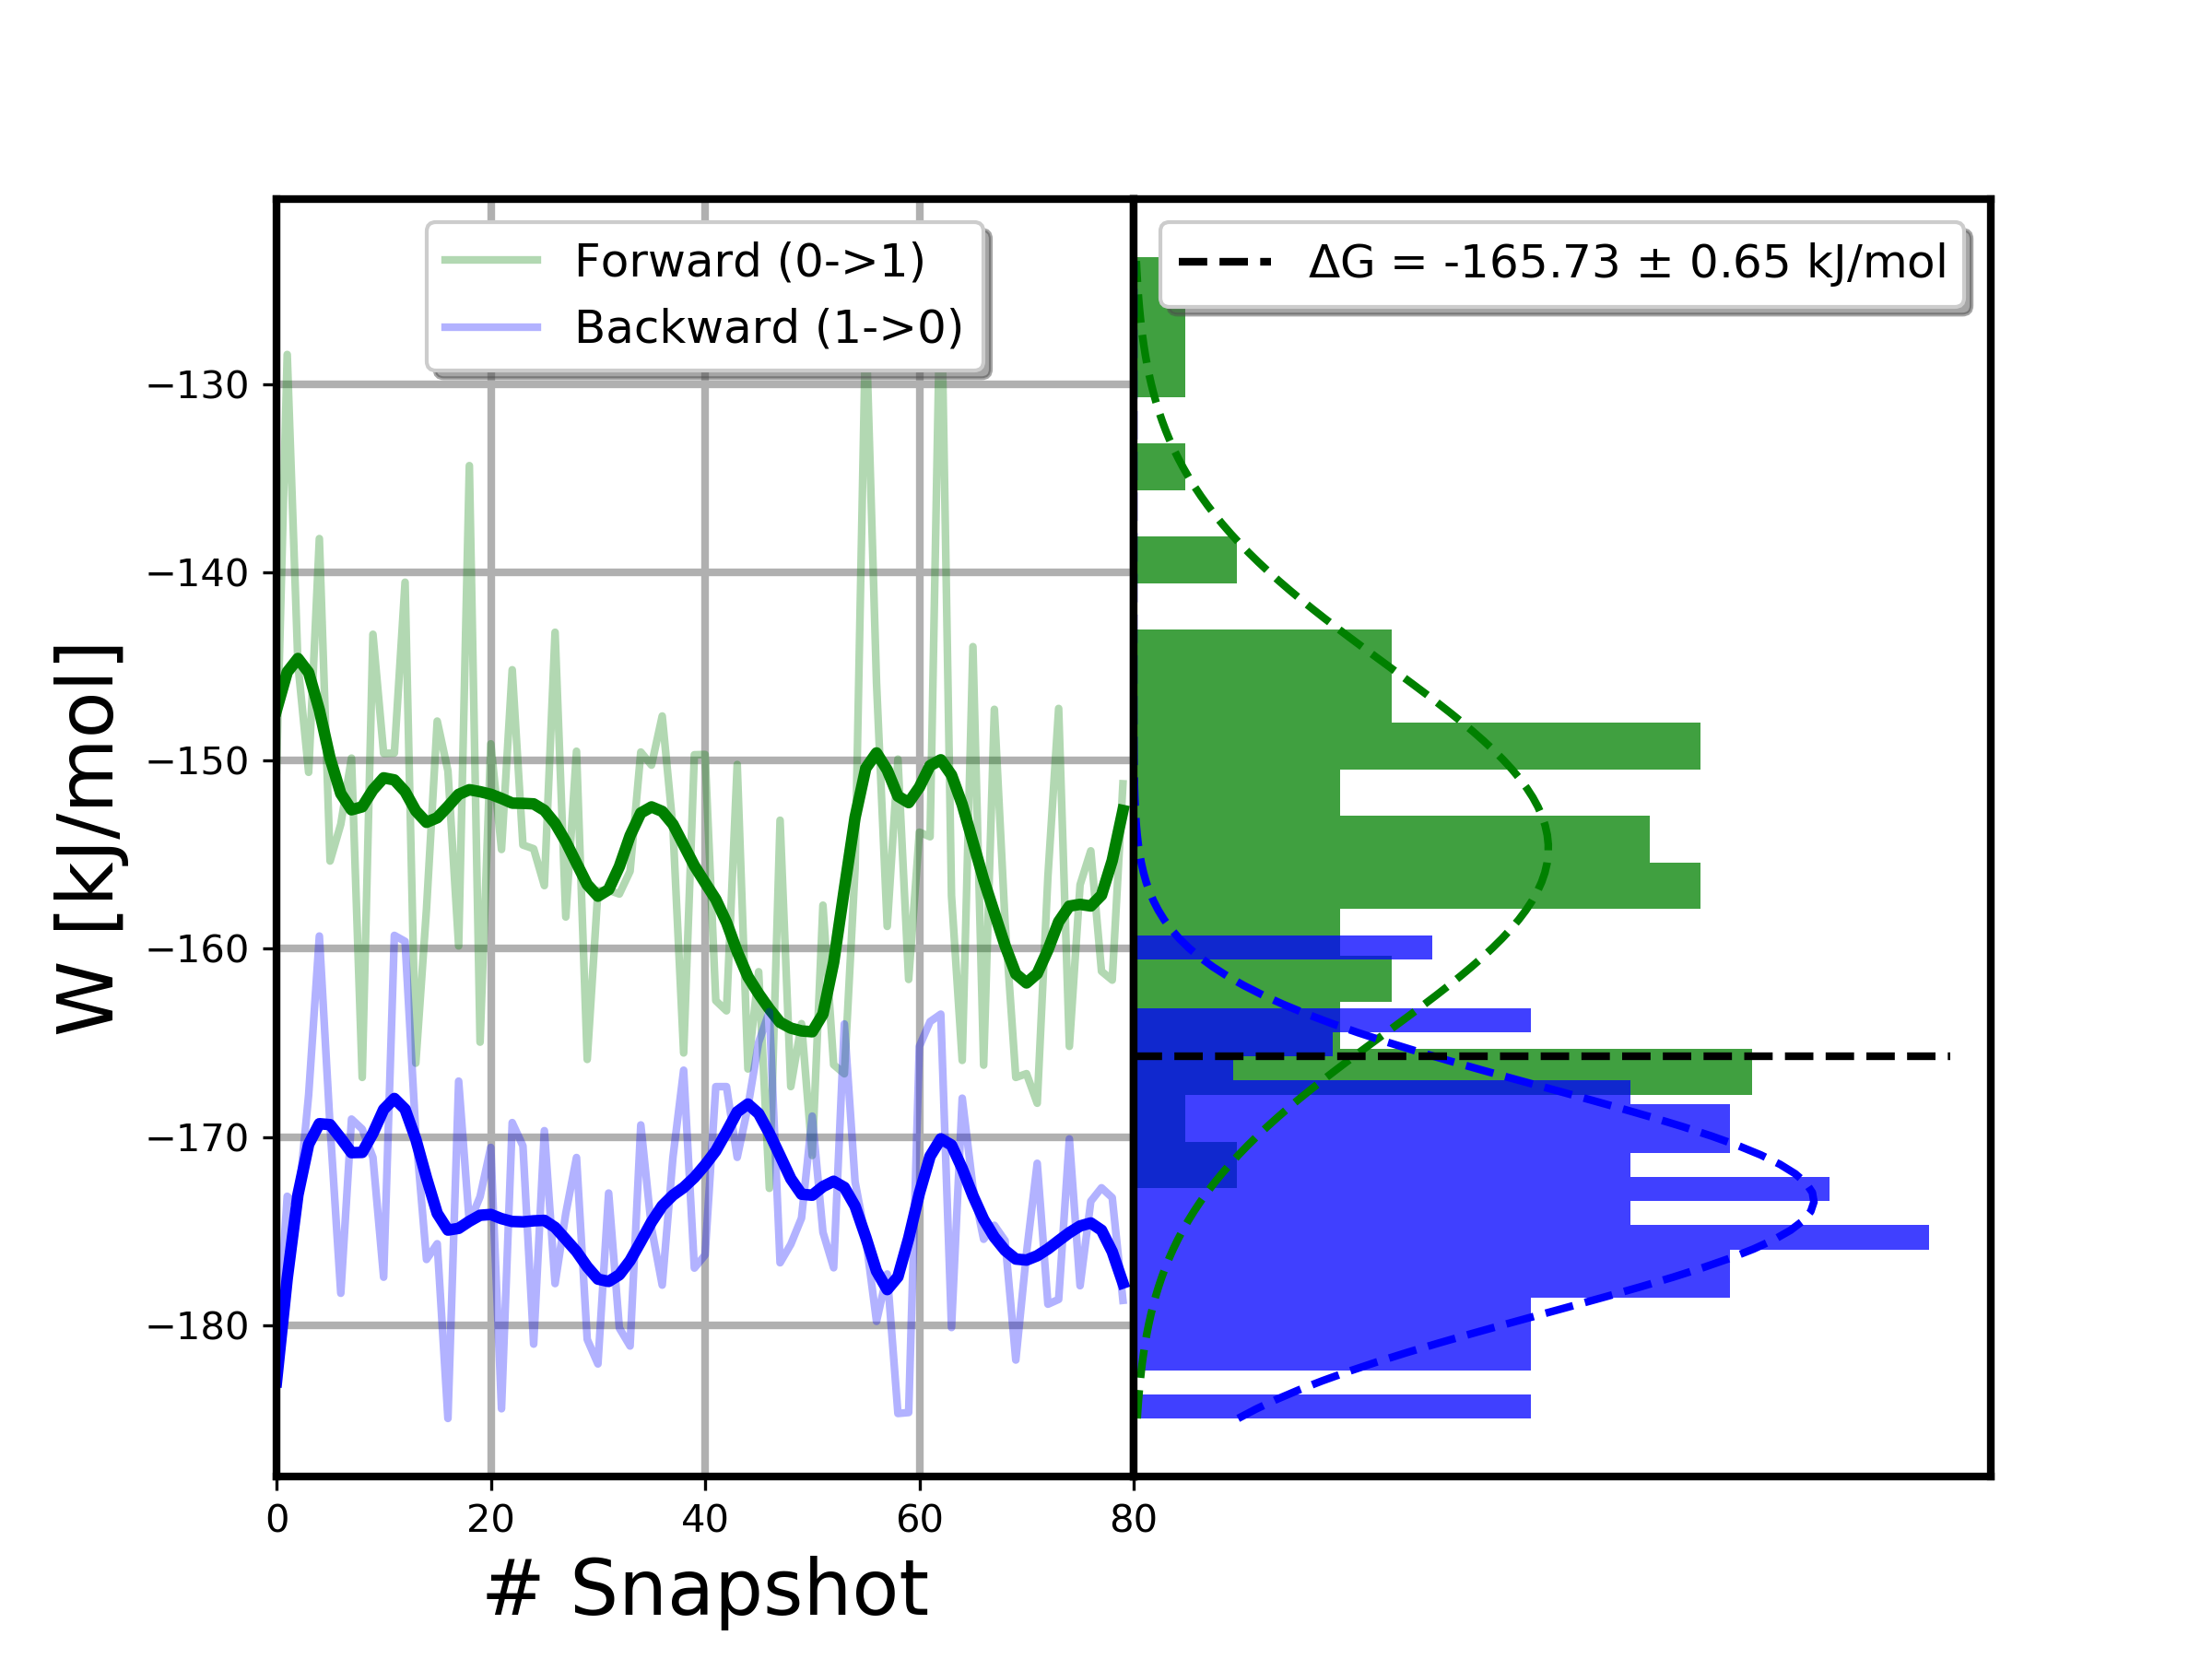 Forward (0->1)
Backward (1->0)
ΔG = -165.73 ± 0.65 kJ/mol
W [kJ/mol]
−130
−140
−150
−160
−170
−180
0 20 40 60 80
# Snapshot